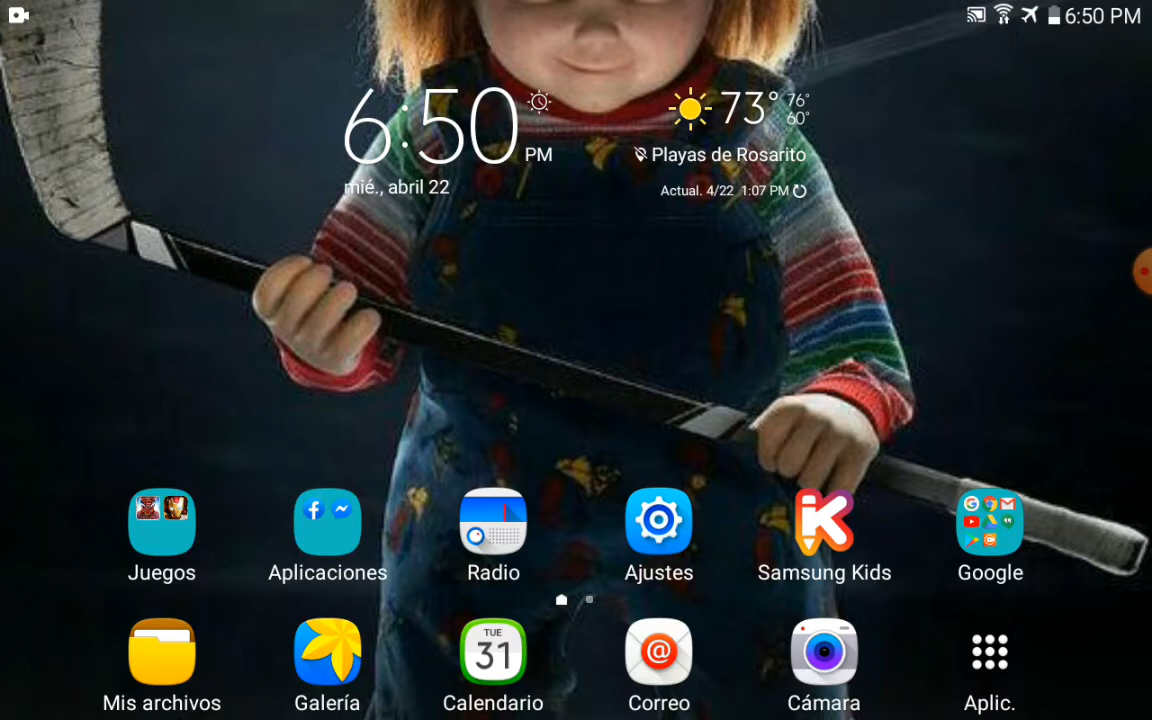 6:50 PM
6:50 PM
mié., abril 22
73° 76° 60°
Playas de Rosarito
Actual. 4/22 1:07 PM
Juegos
Aplicaciones
Radio
Ajustes
Samsung Kids
Google
TUE
31
Mis archivos
Galería
Calendario
Correo
Cámara
Aplic.